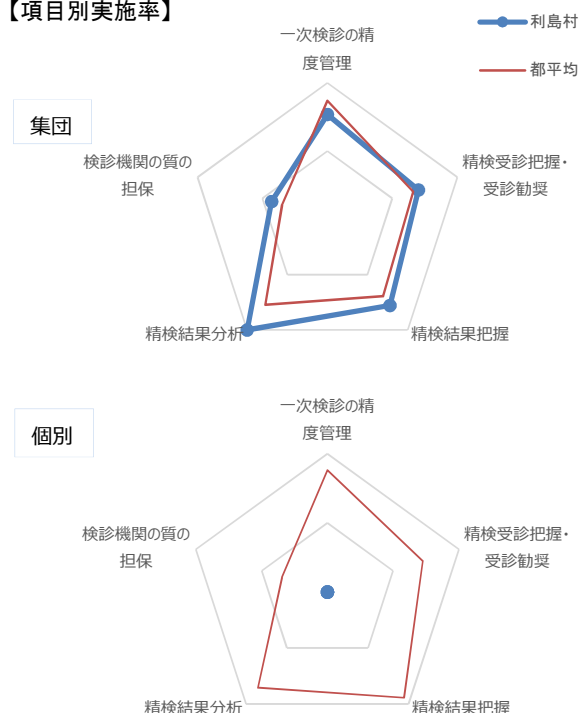 【項目別実施率】
利島村
都平均
集団
一次検診の精
度管理
精検受診把握・
受診勧奨
精検結果把握
精検結果分析
検診機関の質の
担保
個別
一次検診の精
度管理
精検受診把握・
受診勧奨
精検結果把握
精検結果分析
検診機関の質の
担保